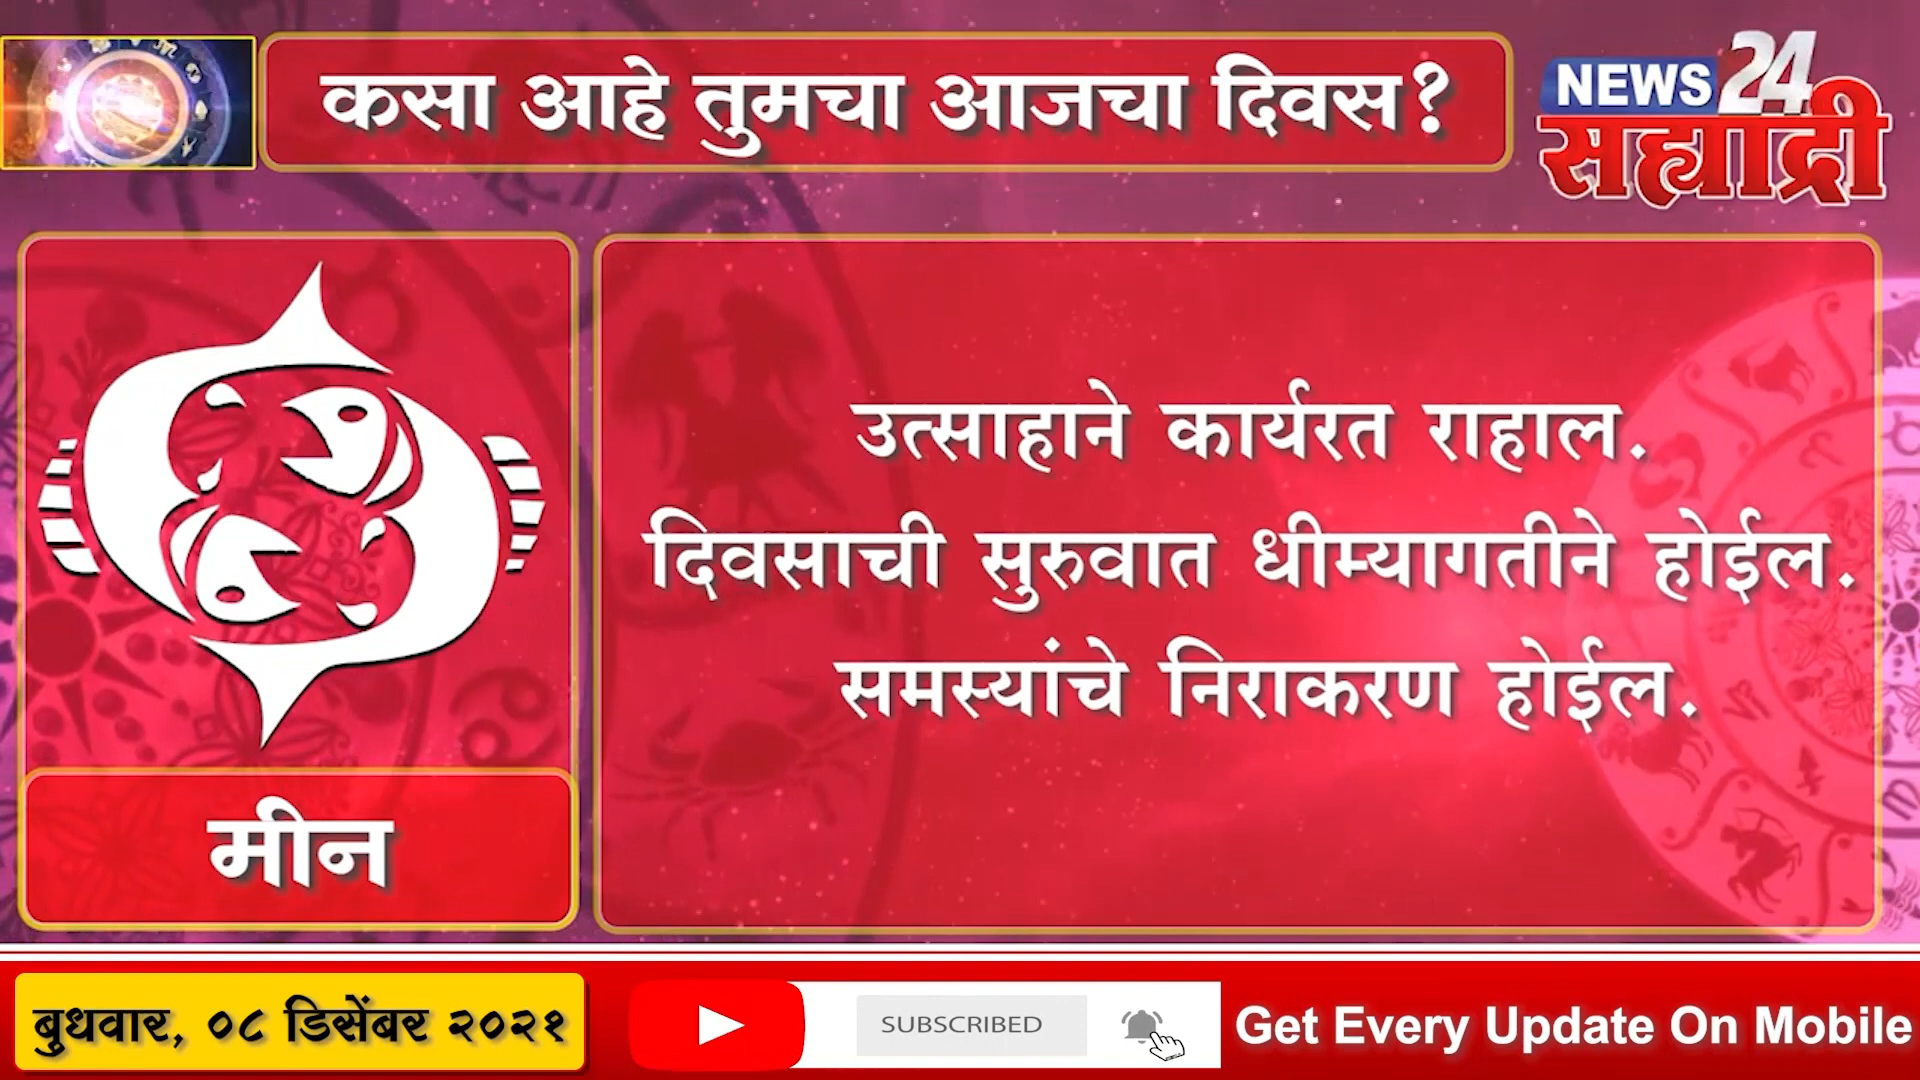 कसा आहे तुमचा आजचा दिवस?
NEWS 24
सह्याद्री
उत्साहाने कार्यरत राहाल.
दिवसाची सुरुवात धीम्यागतीने होईल.
समस्यांचे निराकरण होईल.
मीन
बुधवार, ०८ डिसेंबर २०२१
SUBSCRIBED
Get Every Update On Mobile